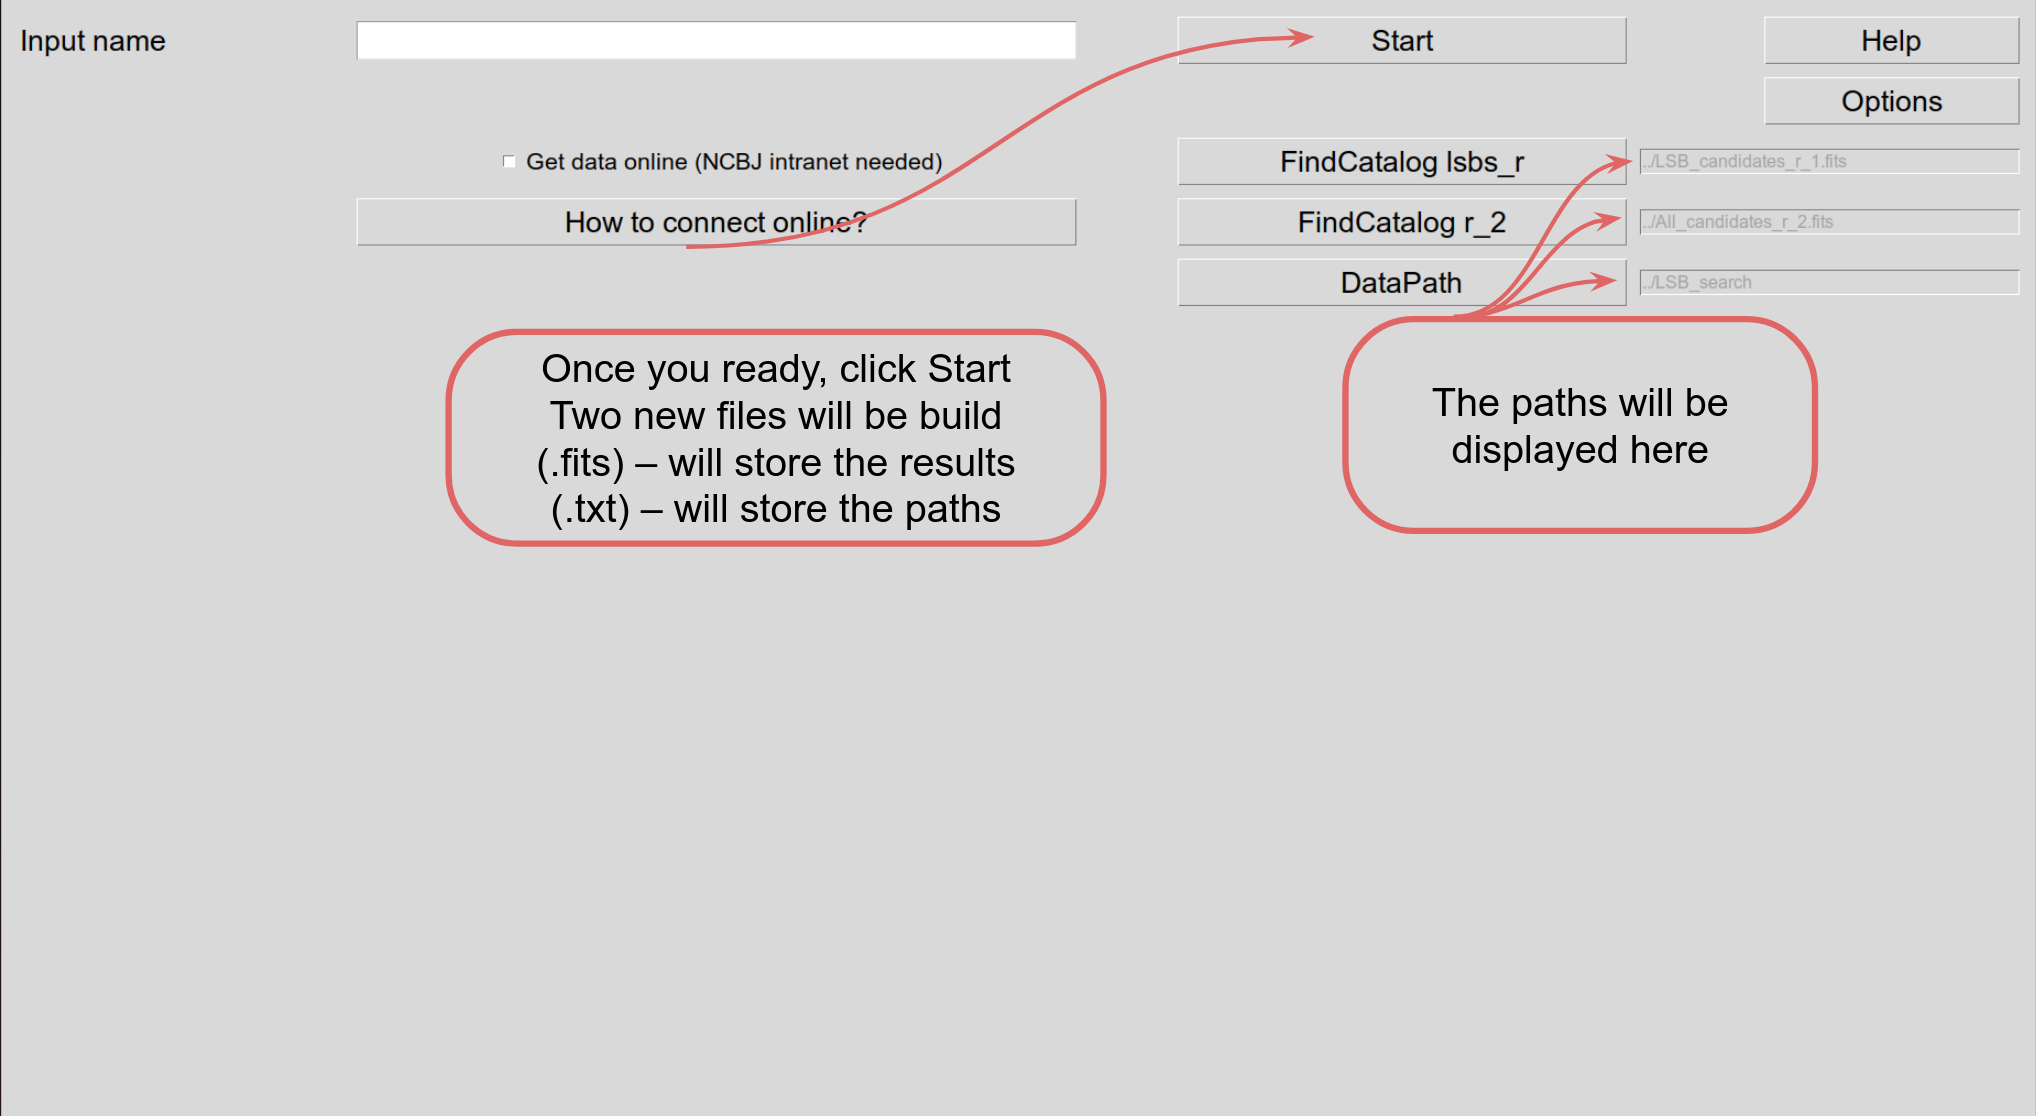 Input name
Start
Help
Options
Get data online (NCBJ intranet needed)
FindCatalog lsbs_r
../LSB_candidates_r_1.fits
How to connect online?
FindCatalog r_2
../All_candidates_r_2.fits
DataPath
../LSB_search
Once you ready, click Start
Two new files will be build
(.fits) – will store the results
(.txt) – will store the paths
The paths will be
displayed here